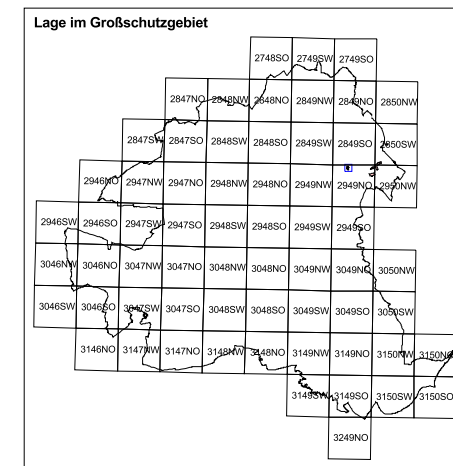 Lage im Großschutzgebiet
2748SO 2749SW 2749SO
2847NO 2848NW 2848NO 2849NW 2849NO 2850NW
2847SW 2847SO 2848SW 2848SO 2849SW 2849SO 2850SW
2946NO 2947NW 2947NO 2948NW 2948NO 2949NW 2949NO 2950NW
2946SW 2946SO 2947SW 2947SO 2948SW 2948SO 2949SW 2949SO
3046NW 3046NO 3047NW 3047NO 3048NW 3048NO 3049NW 3049NO 3050NW
3046SW 3046SO 3047SW 3047SO 3048SW 3048SO 3049SW 3049SO 3050SW
3146NO 3147NW 3147NO 3148NW 3148NO 3149NW 3149NO 3150NW 3150NO
3149SW 3149SO 3150SW 3150SO
3249NO